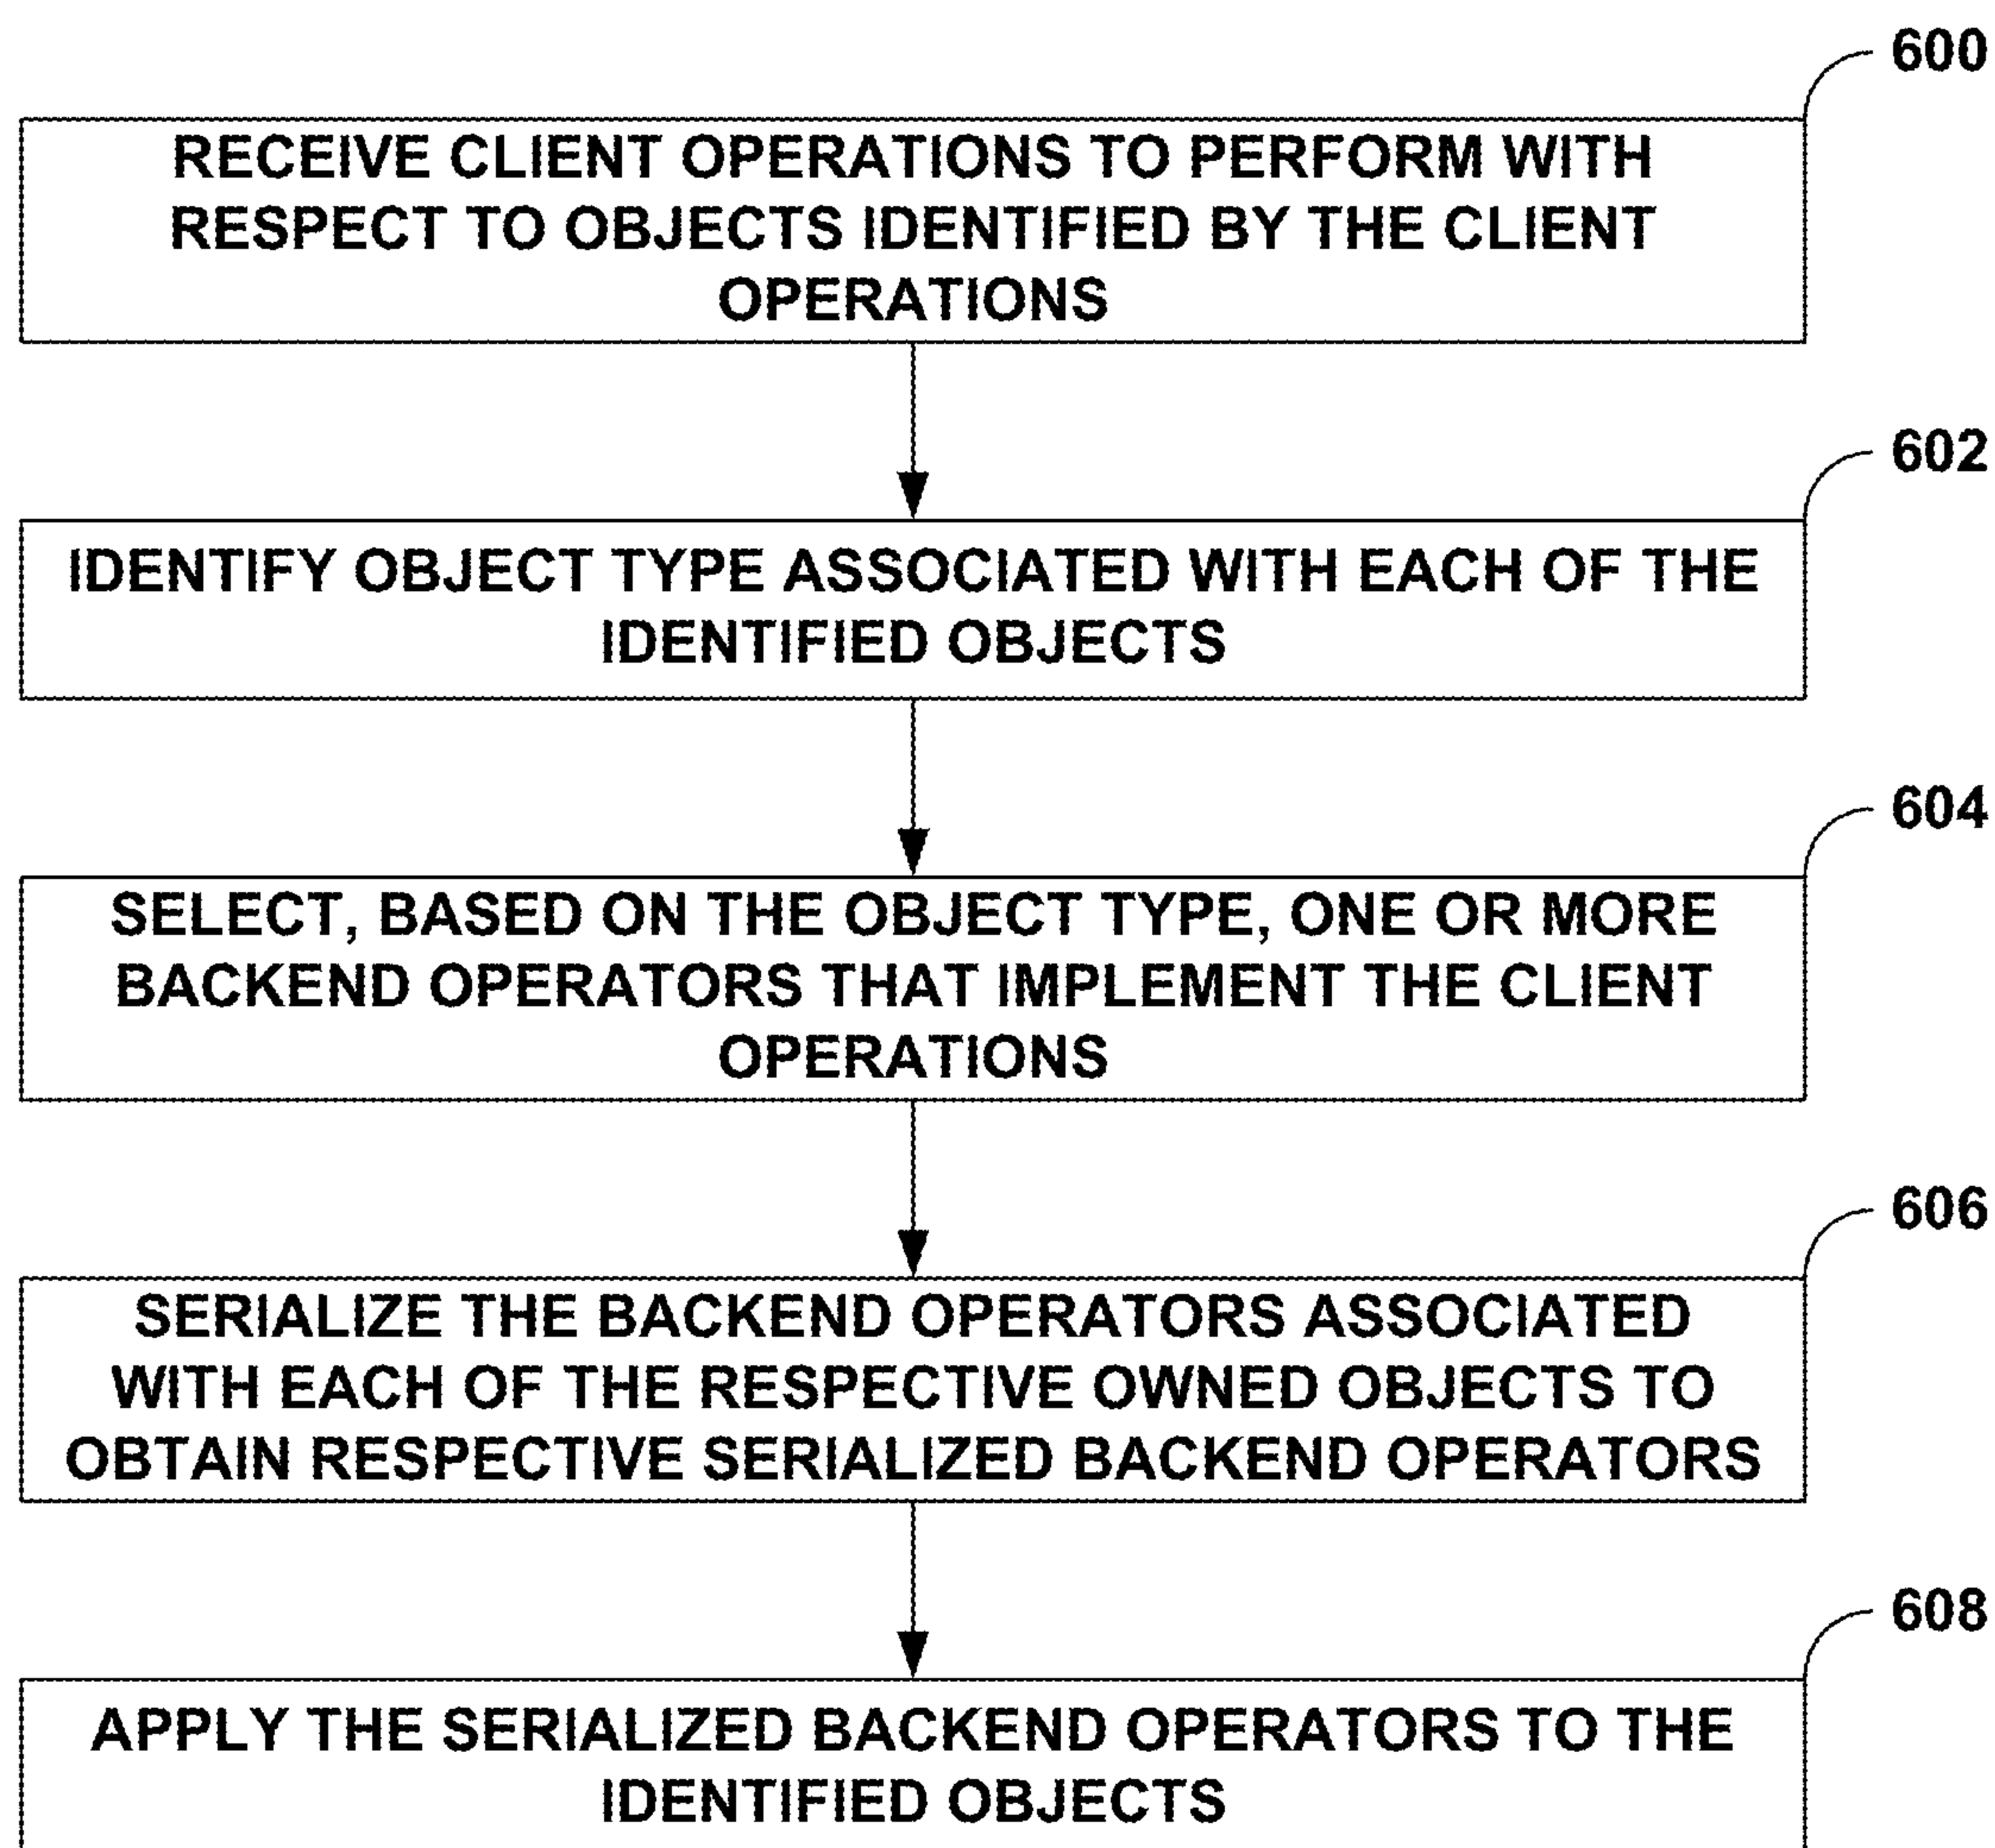 600
RECEIVE CLIENT OPERATIONS TO PERFORM WITH
RESPECT TO OBJECTS IDENTIFIED BY THE CLIENT
OPERATIONS
602
IDENTIFY OBJECT TYPE ASSOCIATED WITH EACH OF THE
IDENTIFIED OBJECTS
604
SELECT, BASED ON THE OBJECT TYPE, ONE OR MORE
BACKEND OPERATORS THAT IMPLEMENT THE CLIENT
OPERATIONS
606
SERIALIZE THE BACKEND OPERATORS ASSOCIATED
WITH EACH OF THE RESPECTIVE OWNED OBJECTS TO
OBTAIN RESPECTIVE SERIALIZED BACKEND OPERATORS
608
APPLY THE SERIALIZED BACKEND OPERATORS TO THE
IDENTIFIED OBJECTS